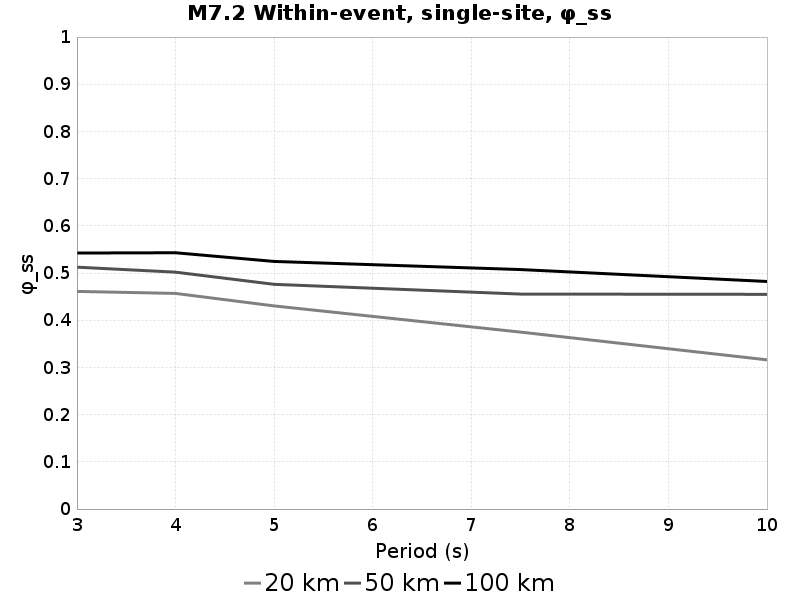 M7.2 Within-event, single-site, φ_ss
1
0.9
0.8
0.7
0.6
0.5
0.4
0.3
0.2
0.1
0
φ_ss
3 4 5 6 7 8 9 10
Period (s)
20 km 50 km 100 km